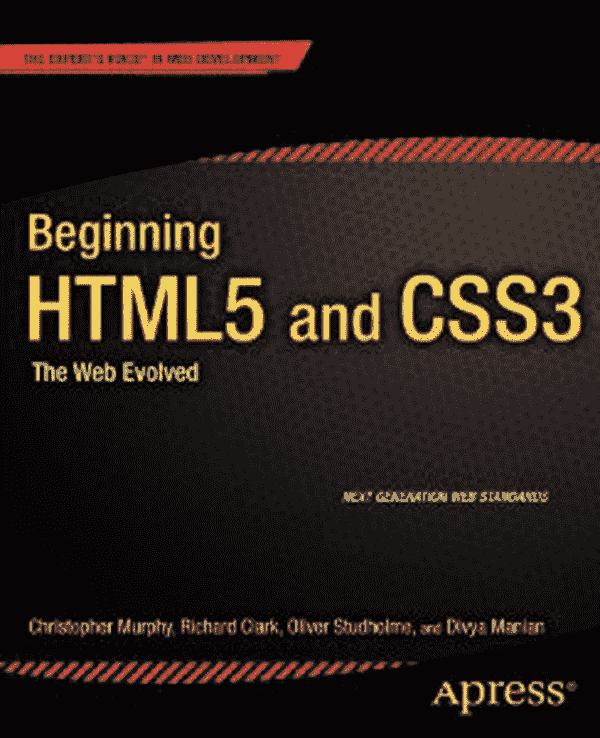 THE EXPERT'S VOICE® IN WEB DEVELOPMENT
Beginning
HTML5 and CSS3
The Web Evolved
NEXT GENERATION WEB STANDARDS
Christopher Murphy, Richard Clark, Oliver Studholme, and Divya Manian
Apress®